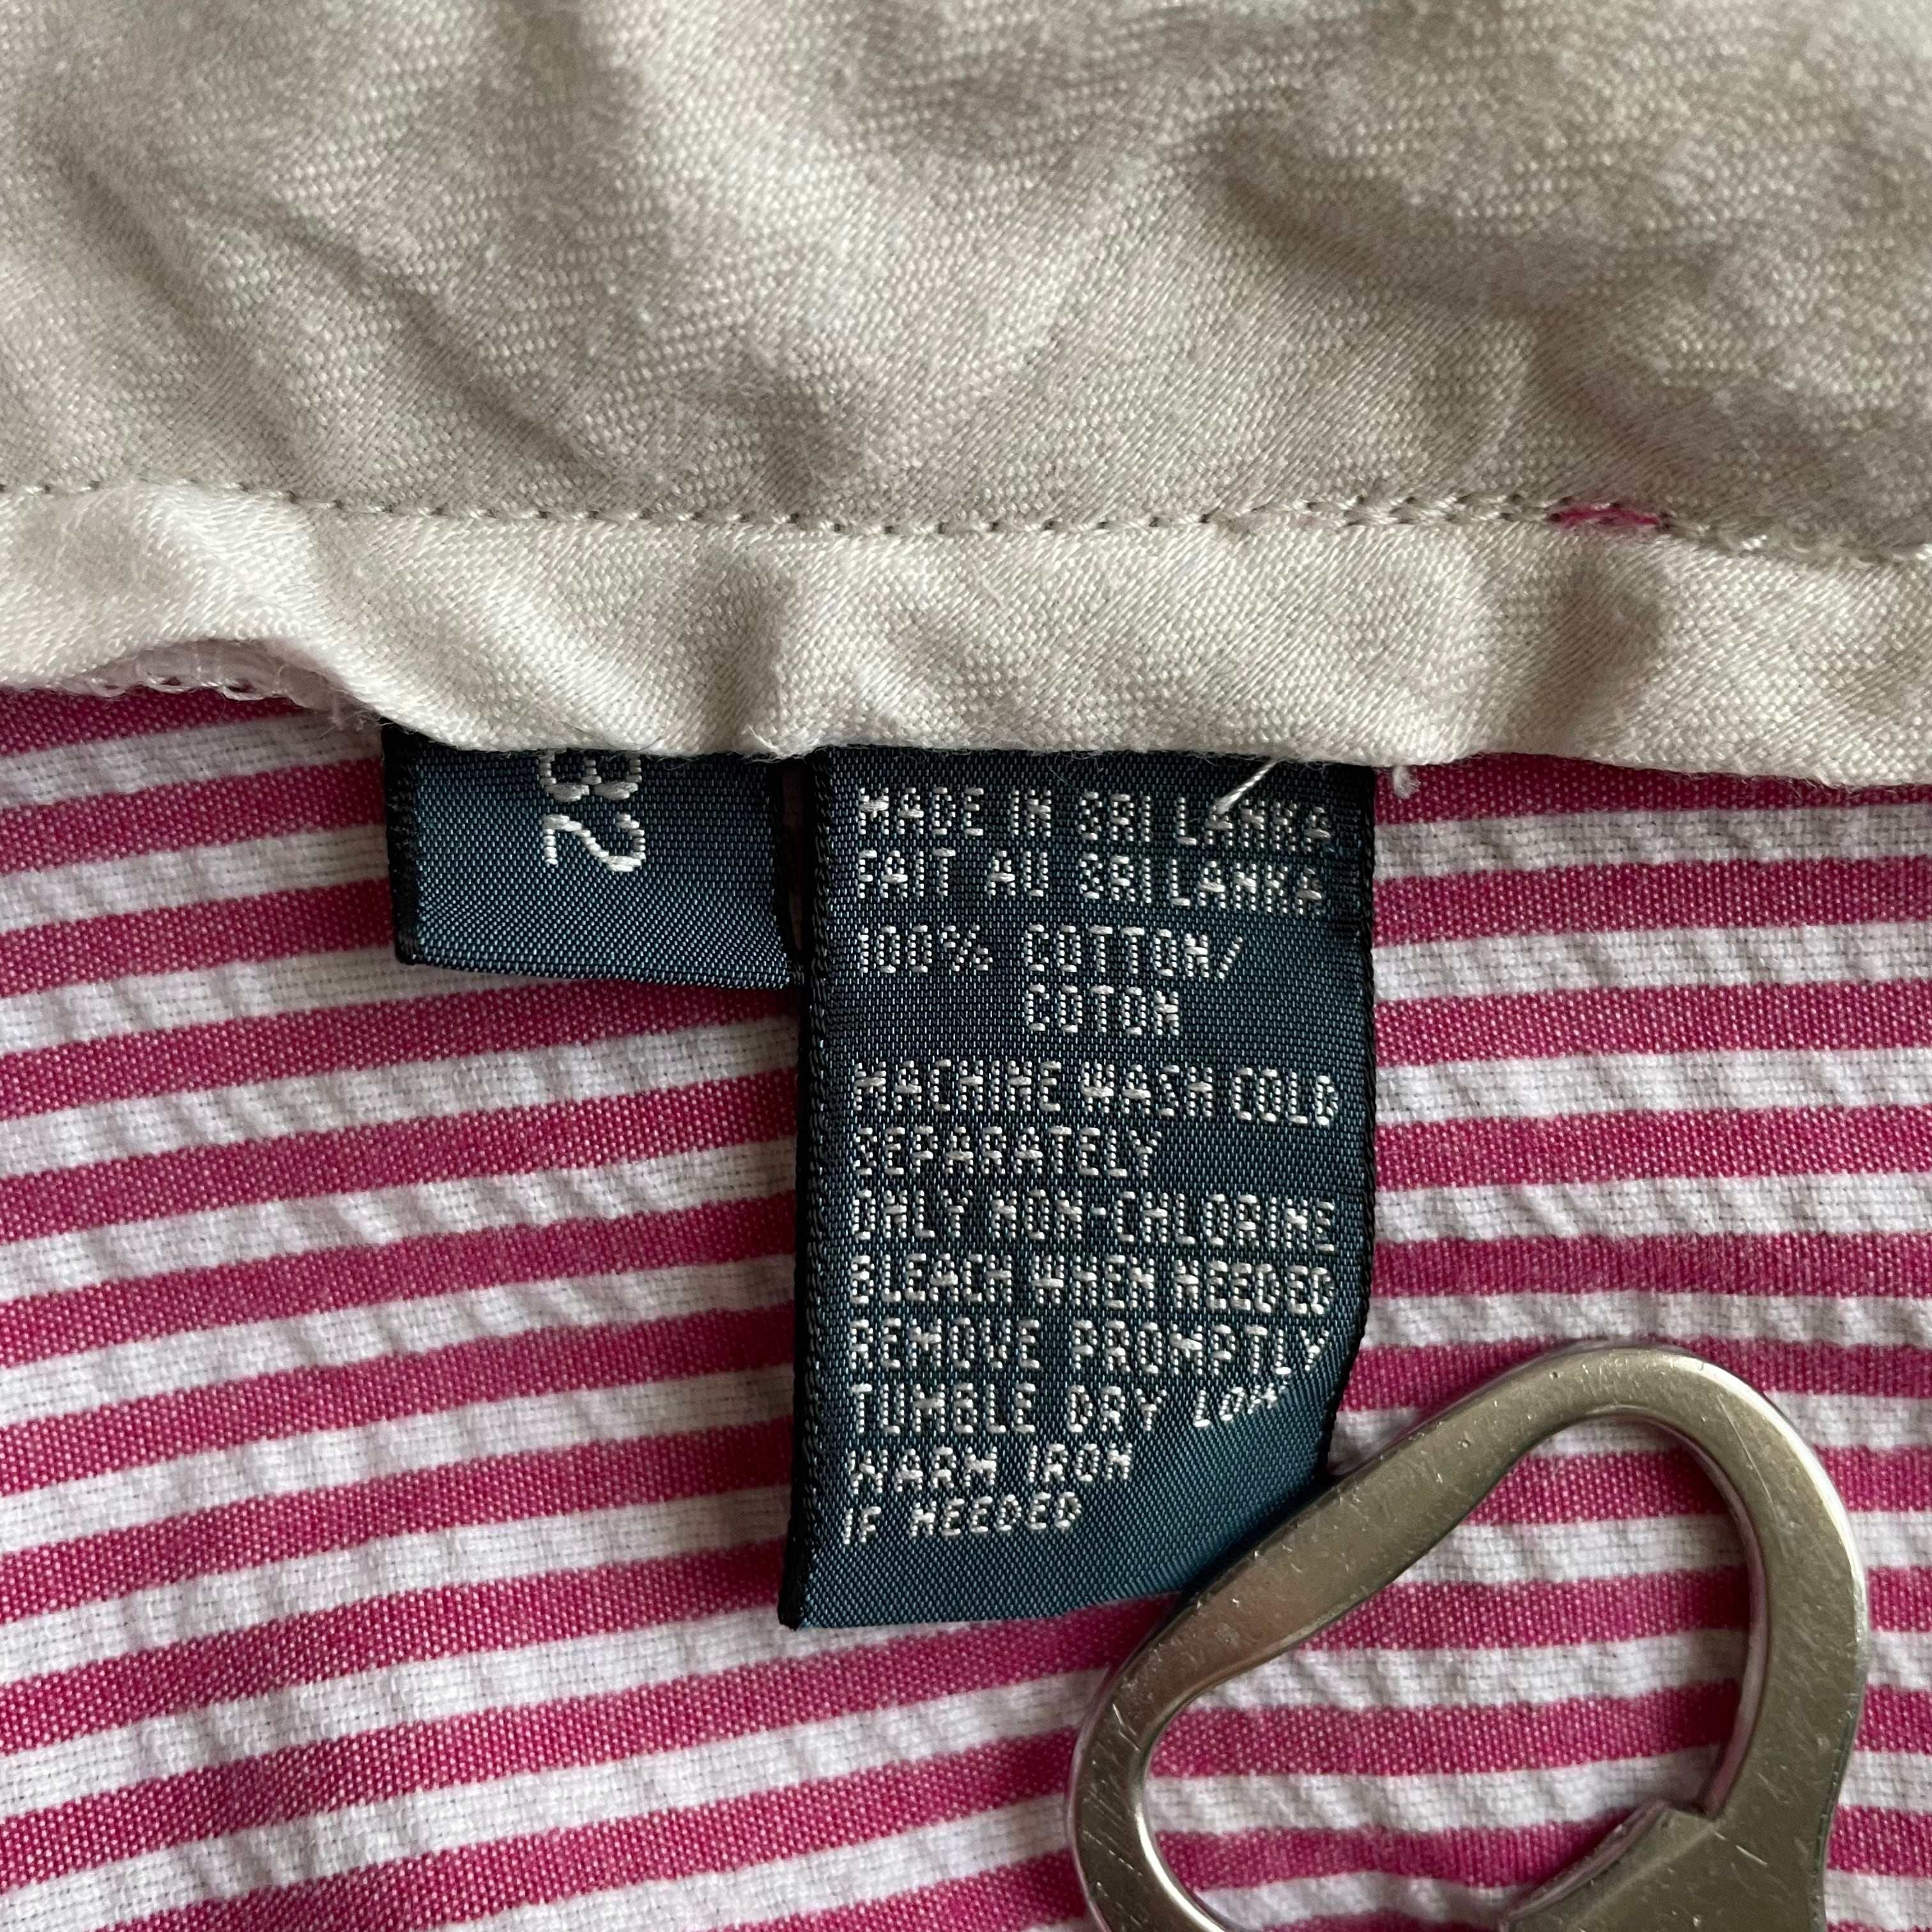 32
MADE IN SRI LANKA
FAIT AU SRI LANKA
100% COTTON/
COTON
MACHINE WASH COLD
SEPARATELY
ONLY NON-CHLORINE
BLEACH WHEN NEEDED
REMOVE PROMPTLY
TUMBLE DRY LOW
WARM IRON
IF NEEDED